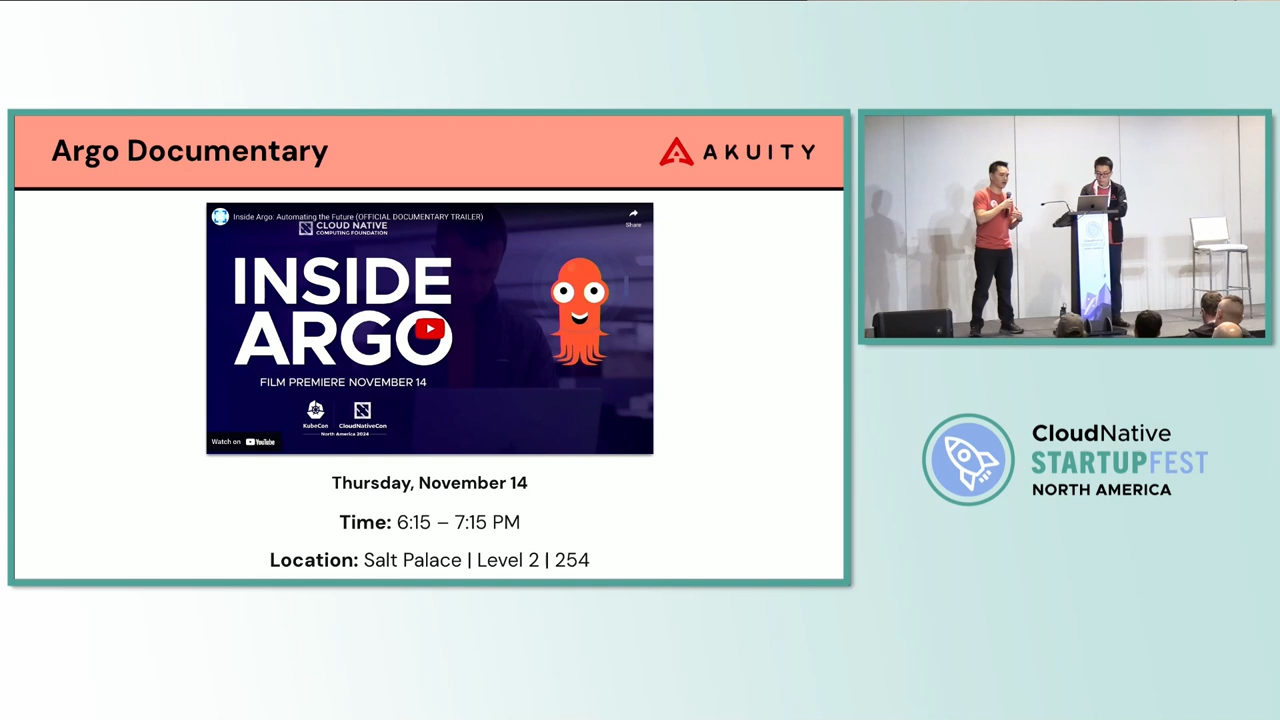 Argo Documentary
AKUITY
Inside Argo: Automating the Future (OFFICIAL DOCUMENTARY TRAILER)
Share
CLOUD NATIVE
COMPUTING FOUNDATION
INSIDE
ARGO
FILM PREMIERE NOVEMBER 14
KubeCon
CloudNativeCon
North America 2024
Watch on YouTube
Thursday, November 14
Time: 6:15 – 7:15 PM
Location: Salt Palace | Level 2 | 254
CloudNative
STARTUPFEST
NORTH AMERICA